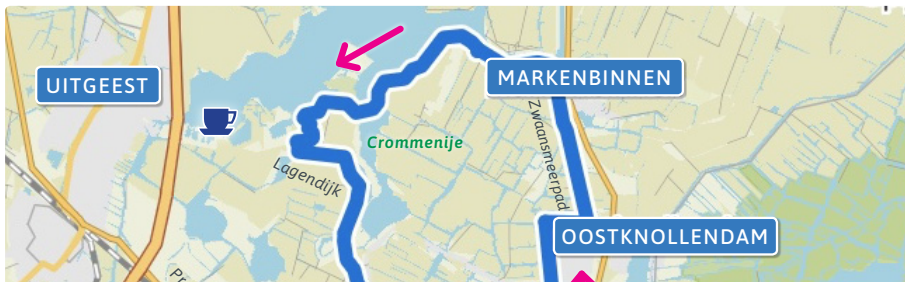 UITGEEST
MARKENBINNEN
Zwaansmeerpad
Crommenije
Lagendijk
OOSTKNOLLENDAM